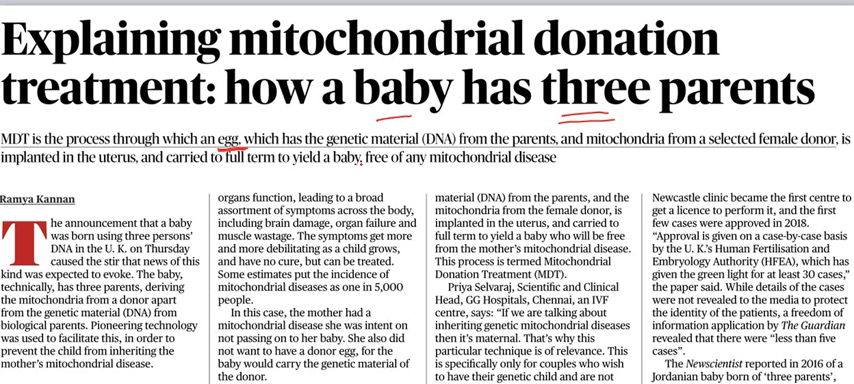 Explaining mitochondrial donation
treatment: how a baby has three parents
MDT is the process through which an egg, which has the genetic material (DNA) from the parents, and mitochondria from a selected female donor, is
implanted in the uterus, and carried to full term to yield a baby, free of any mitochondrial disease
Ramya Kannan
The announcement that a baby
was born using three persons’
DNA in the U. K. on Thursday
caused the stir that news of this
kind was expected to evoke. The baby,
technically, has three parents, deriving
the mitochondria from a donor apart
from the genetic material (DNA) from
biological parents. Pioneering technology
was used to facilitate this, in order to
prevent the child from inheriting the
mother’s mitochondrial disease.
organs function, leading to a broad
assortment of symptoms across the body,
including brain damage, organ failure and
muscle wastage. The symptoms get more
and more debilitating as a child grows,
and have no cure, but can be treated.
Some estimates put the incidence of
mitochondrial diseases as one in 5,000
people.
In this case, the mother had a
mitochondrial disease she was intent on
not passing on to her baby. She also did
not want to have a donor egg, for the
baby would carry the genetic material of
the donor.
material (DNA) from the parents, and the
mitochondria from the female donor, is
implanted in the uterus, and carried to
full term to yield a baby who will be free
from the mother’s mitochondrial disease.
This process is termed Mitochondrial
Donation Treatment (MDT).
Priya Selvaraj, Scientific and Clinical
Head, GG Hospitals, Chennai, an IVF
centre, says: “If we are talking about
inheriting genetic mitochondrial diseases
then it’s maternal. That’s why this
particular technique is of relevance. This
is specifically only for couples who wish
to have their genetic child and are not
Newcastle clinic became the first centre to
get a licence to perform it, and the first
few cases were approved in 2018.
“Approval is given on a case-by-case basis
by the U. K.’s Human Fertilisation and
Embryology Authority (HFEA), which has
given the green light for at least 30 cases,”
the paper said. While details of the cases
were not revealed to the media to protect
the identity of the patients, a freedom of
information application by The Guardian
revealed that there were “less than five
cases”.
The Newscientist reported in 2016 of a
Jordanian baby born of ‘three parents’,